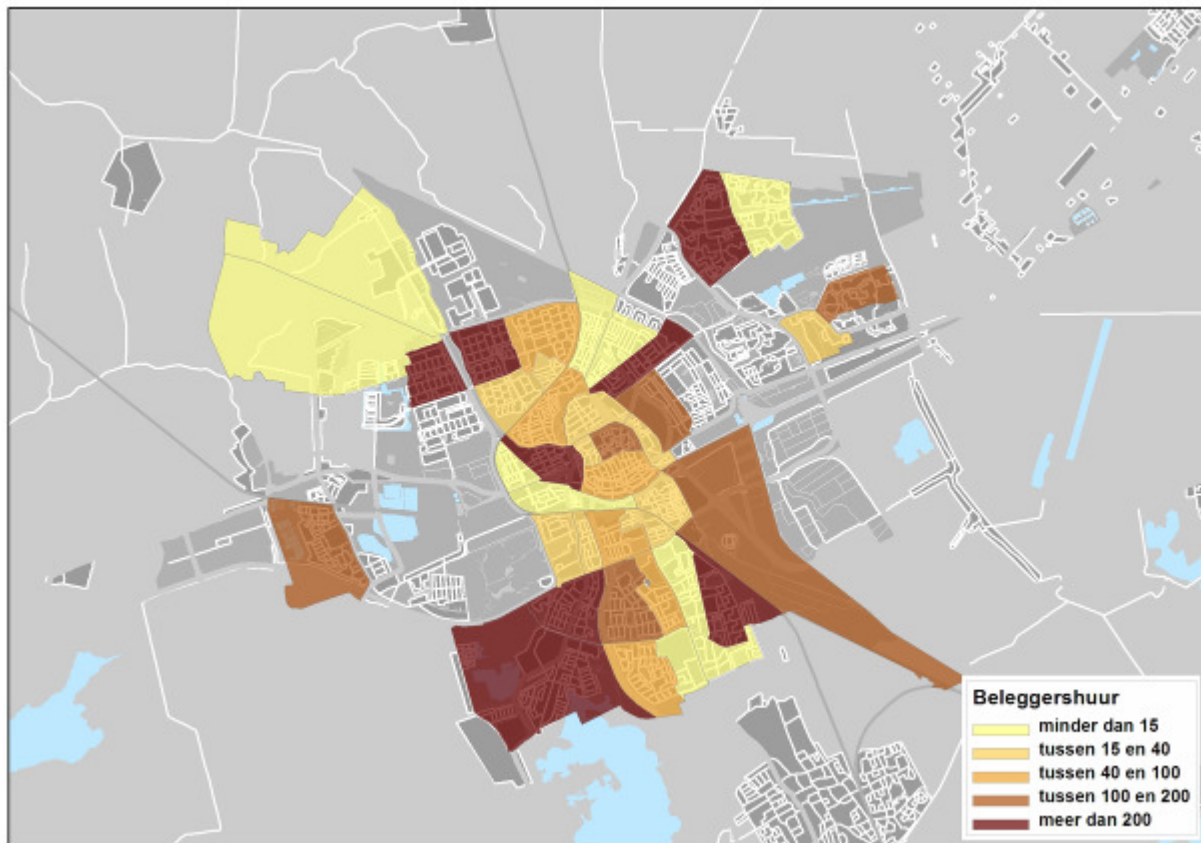 Beleggershuur
minder dan 15
tussen 15 en 40
tussen 40 en 100
tussen 100 en 200
meer dan 200